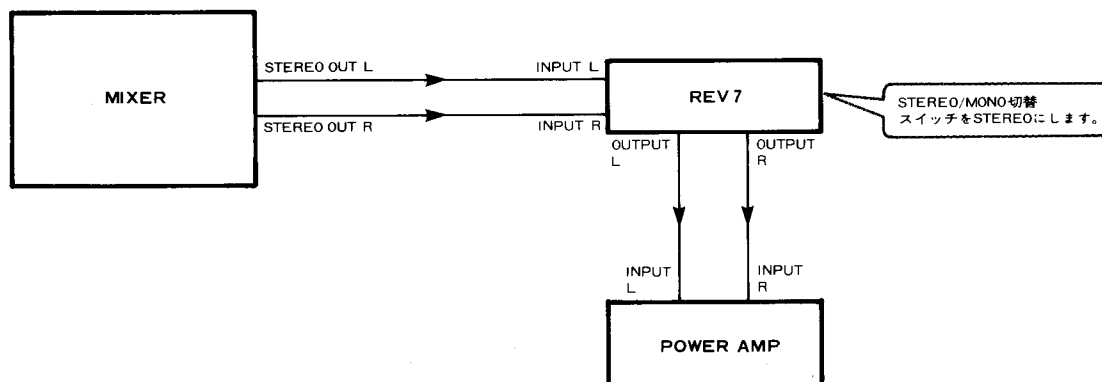 MIXER
STEREO OUT L
STEREO OUT R
INPUT L
INPUT R
REV 7
STEREO/MONO切替
スイッチをSTEREOにします。
OUTPUT
L
OUTPUT
R
INPUT
L
INPUT
R
POWER AMP